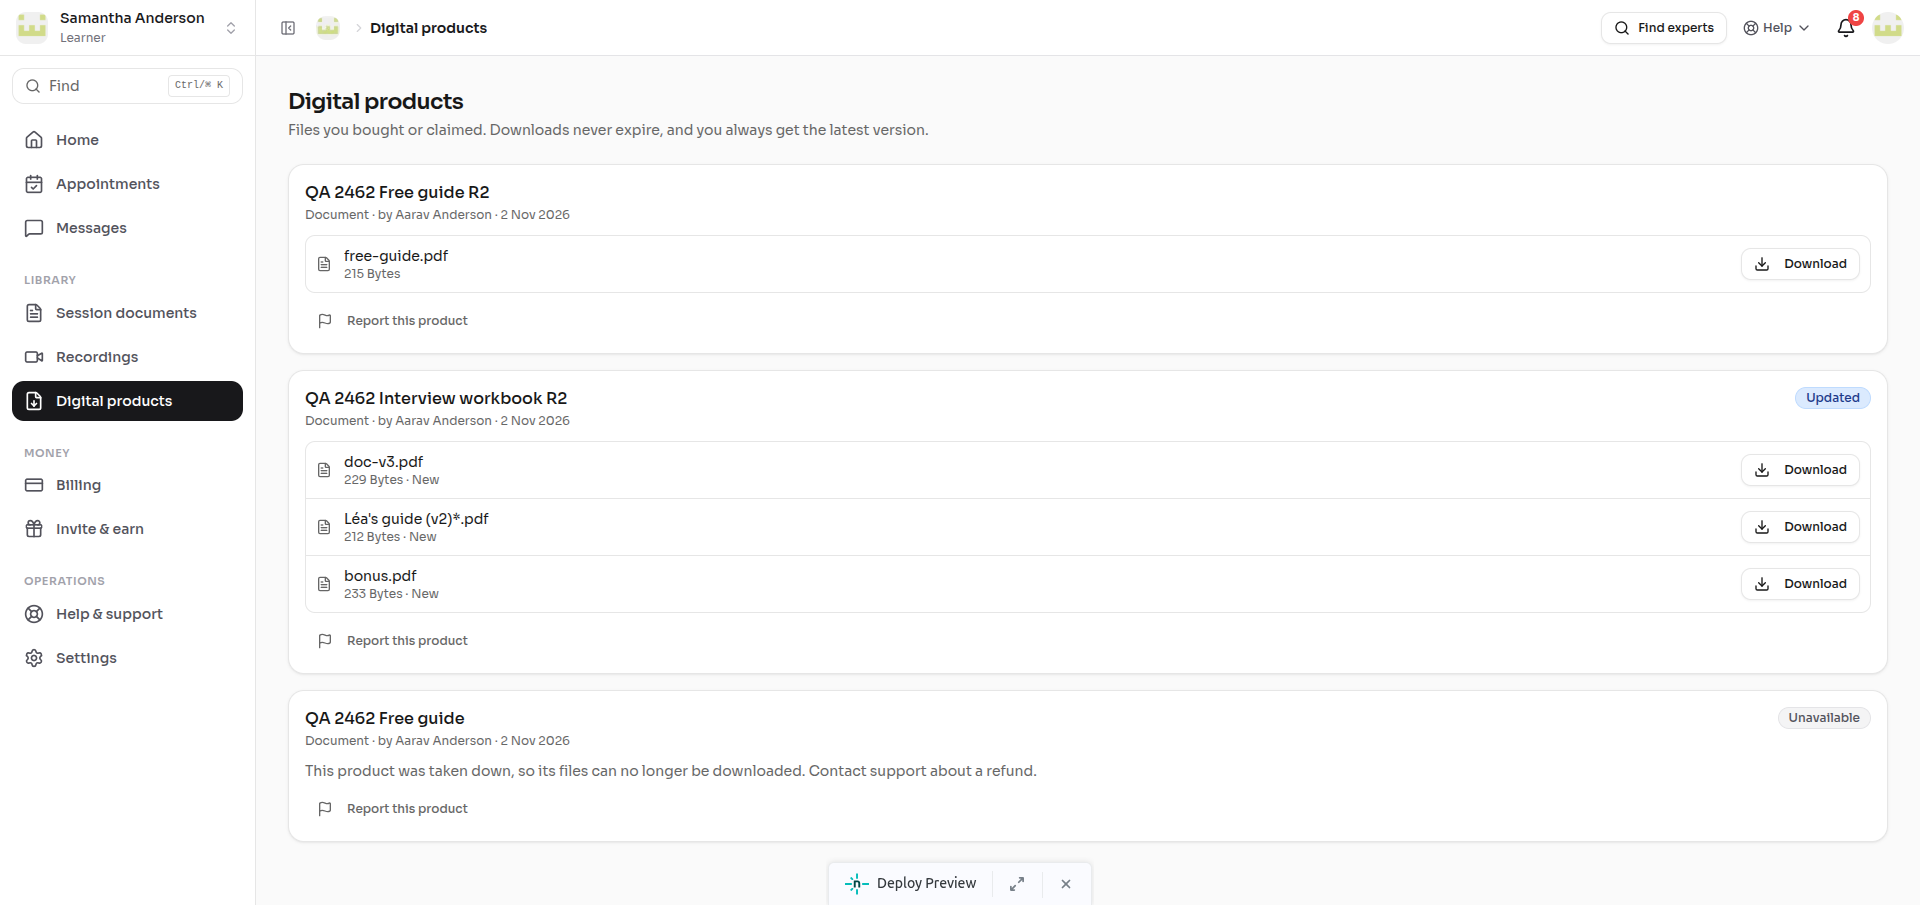 Samantha Anderson
Learner
Find
Ctrl/⌘ K
Home
Appointments
Messages
LIBRARY
Session documents
Recordings
Digital products
MONEY
Billing
Invite & earn
OPERATIONS
Help & support
Settings
Digital products
Find experts
Help
8
Digital products
Files you bought or claimed. Downloads never expire, and you always get the latest version.
QA 2462 Free guide R2
Document · by Aarav Anderson · 2 Nov 2026
free-guide.pdf
215 Bytes
Download
Report this product
QA 2462 Interview workbook R2
Updated
Document · by Aarav Anderson · 2 Nov 2026
doc-v3.pdf
229 Bytes · New
Download
Léa's guide (v2)*.pdf
212 Bytes · New
Download
bonus.pdf
233 Bytes · New
Download
Report this product
QA 2462 Free guide
Unavailable
Document · by Aarav Anderson · 2 Nov 2026
This product was taken down, so its files can no longer be downloaded. Contact support about a refund.
Report this product
Deploy Preview